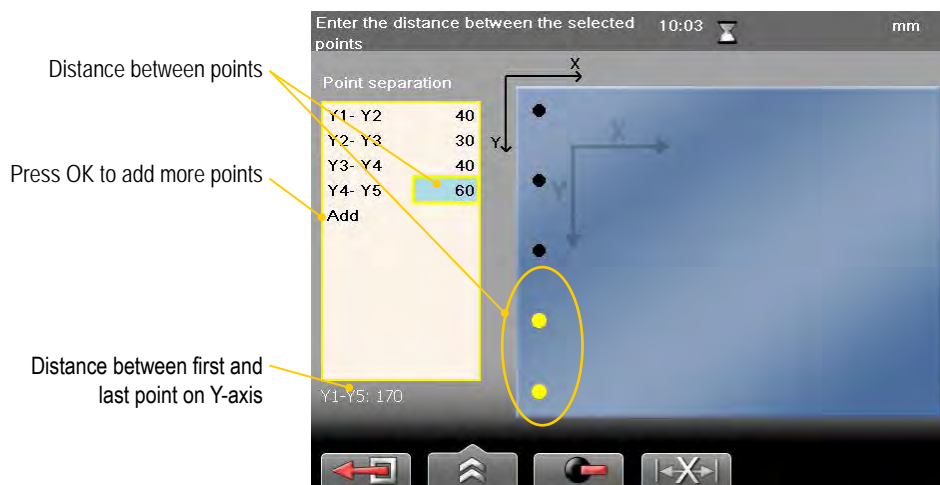 Enter the distance between the selected
points
10:03
mm
Distance between points
Point separation
X
Y1- Y2 40
Y2- Y3 30
Y
Y3- Y4 40
Y4- Y5 60
Add
X
Y
Press OK to add more points
Distance between first and
last point on Y-axis
Y1-Y5: 170